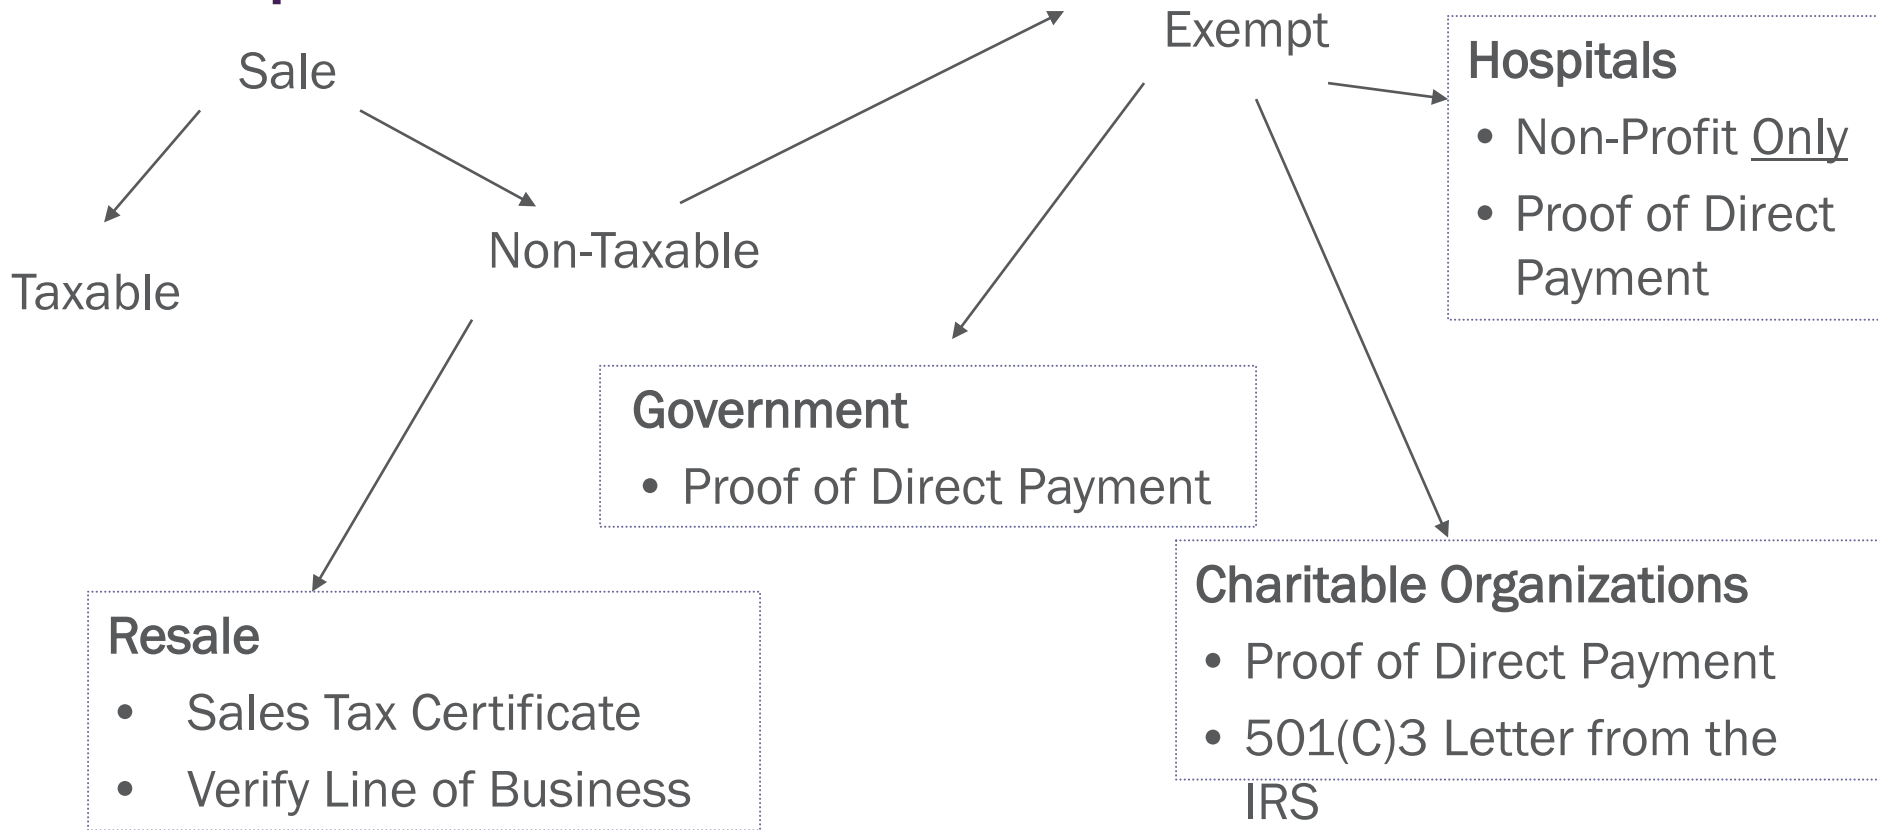 Sale
Taxable
Non-Taxable
Exempt
Hospitals
• Non-Profit Only
• Proof of Direct
Payment
Government
• Proof of Direct Payment
Charitable Organizations
• Proof of Direct Payment
• 501(C)3 Letter from the
IRS
Resale
• Sales Tax Certificate
• Verify Line of Business